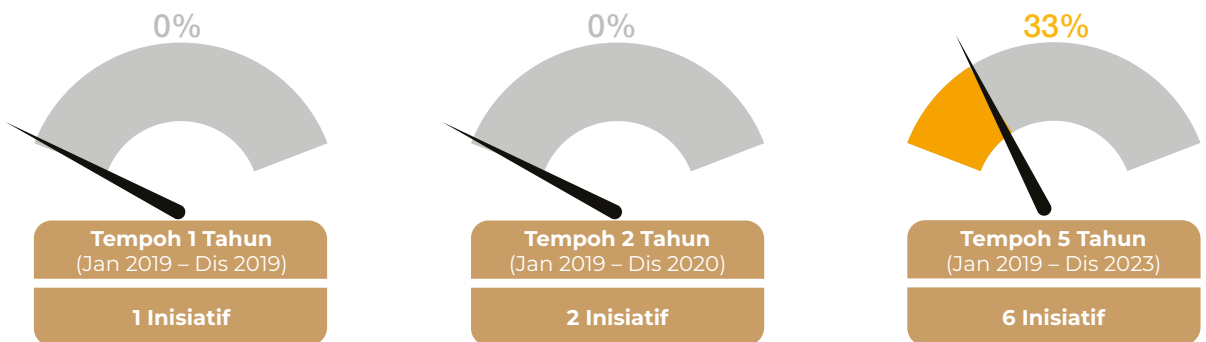 0%
0%
33%
Tempoh 1 Tahun
(Jan 2019 – Dis 2019)
1 Inisiatif
Tempoh 2 Tahun
(Jan 2019 – Dis 2020)
2 Inisiatif
Tempoh 5 Tahun
(Jan 2019 – Dis 2023)
6 Inisiatif